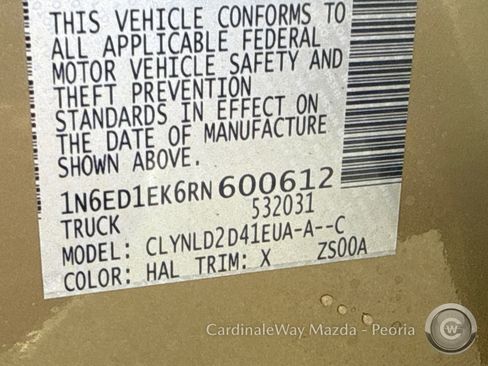 THIS VEHICLE CONFORMS TO
ALL APPLICABLE FEDERAL
MOTOR VEHICLE SAFETY AND
THEFT PREVENTION
STANDARDS IN EFFECT ON
THE DATE OF MANUFACTURE
SHOWN ABOVE.
1N6ED1EK6RN600612
TRUCK 532031
MODEL: CLYNLD2D41EUA-A--C
COLOR: HAL TRIM: X ZS00A
CardinaleWay Mazda - Peoria
CW